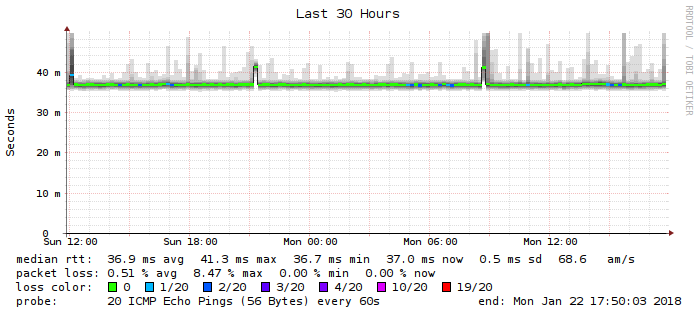 Last 30 Hours
RRDTOOL / TOBI OETIKER
Seconds
40 m
30 m
20 m
10 m
0
Sun 12:00 Sun 18:00 Mon 00:00 Mon 06:00 Mon 12:00
median rtt: 36.9 ms avg 41.3 ms max 36.7 ms min 37.0 ms now 0.5 ms sd 68.6 am/s
packet loss: 0.51 % avg 8.47 % max 0.00 % min 0.00 % now
loss color: 0 1/20 2/20 3/20 4/20 10/20 19/20
probe: 20 ICMP Echo Pings (56 Bytes) every 60s end: Mon Jan 22 17:50:03 2018